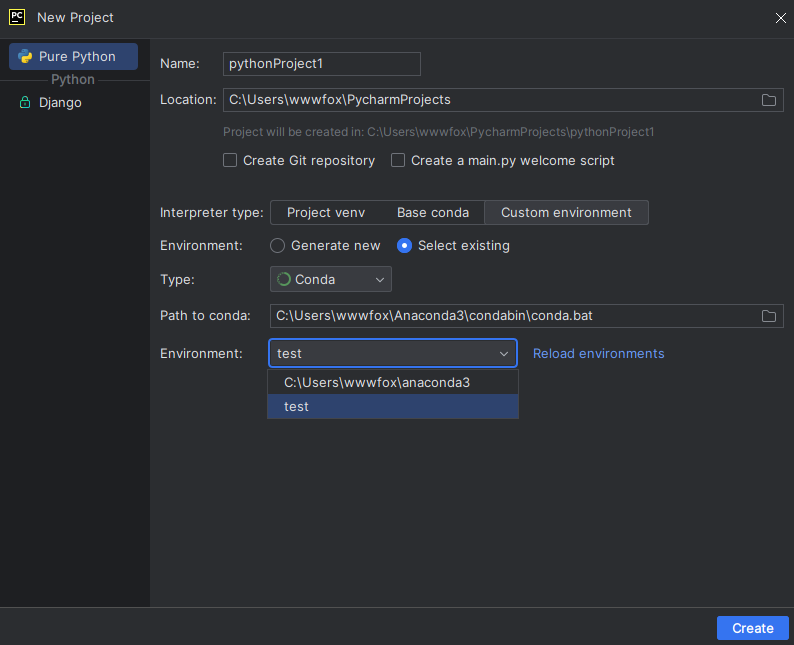 PC New Project
Pure Python
Python
Django
Name: pythonProject1
Location: C:\Users\wwwfox\PycharmProjects
Project will be created in: C:\Users\wwwfox\PycharmProjects\pythonProject1
Create Git repository Create a main.py welcome script
Interpreter type: Project venv Base conda Custom environment
Environment: Generate new Select existing
Type: Conda
Path to conda: C:\Users\wwwfox\Anaconda3\condabin\conda.bat
Environment: test Reload environments
C:\Users\wwwfox\anaconda3
test
Create